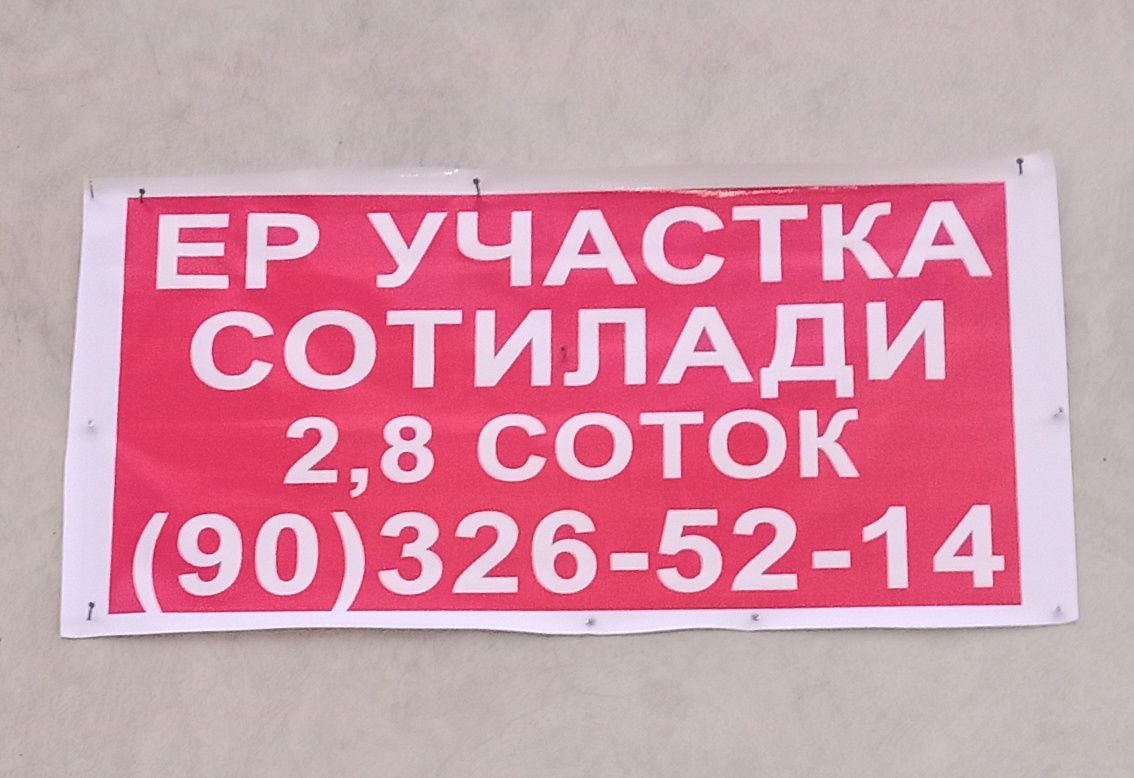 ЕР УЧАСТКА
СОТИЛАДИ
2,8 СОТОК
(90)326-52-14